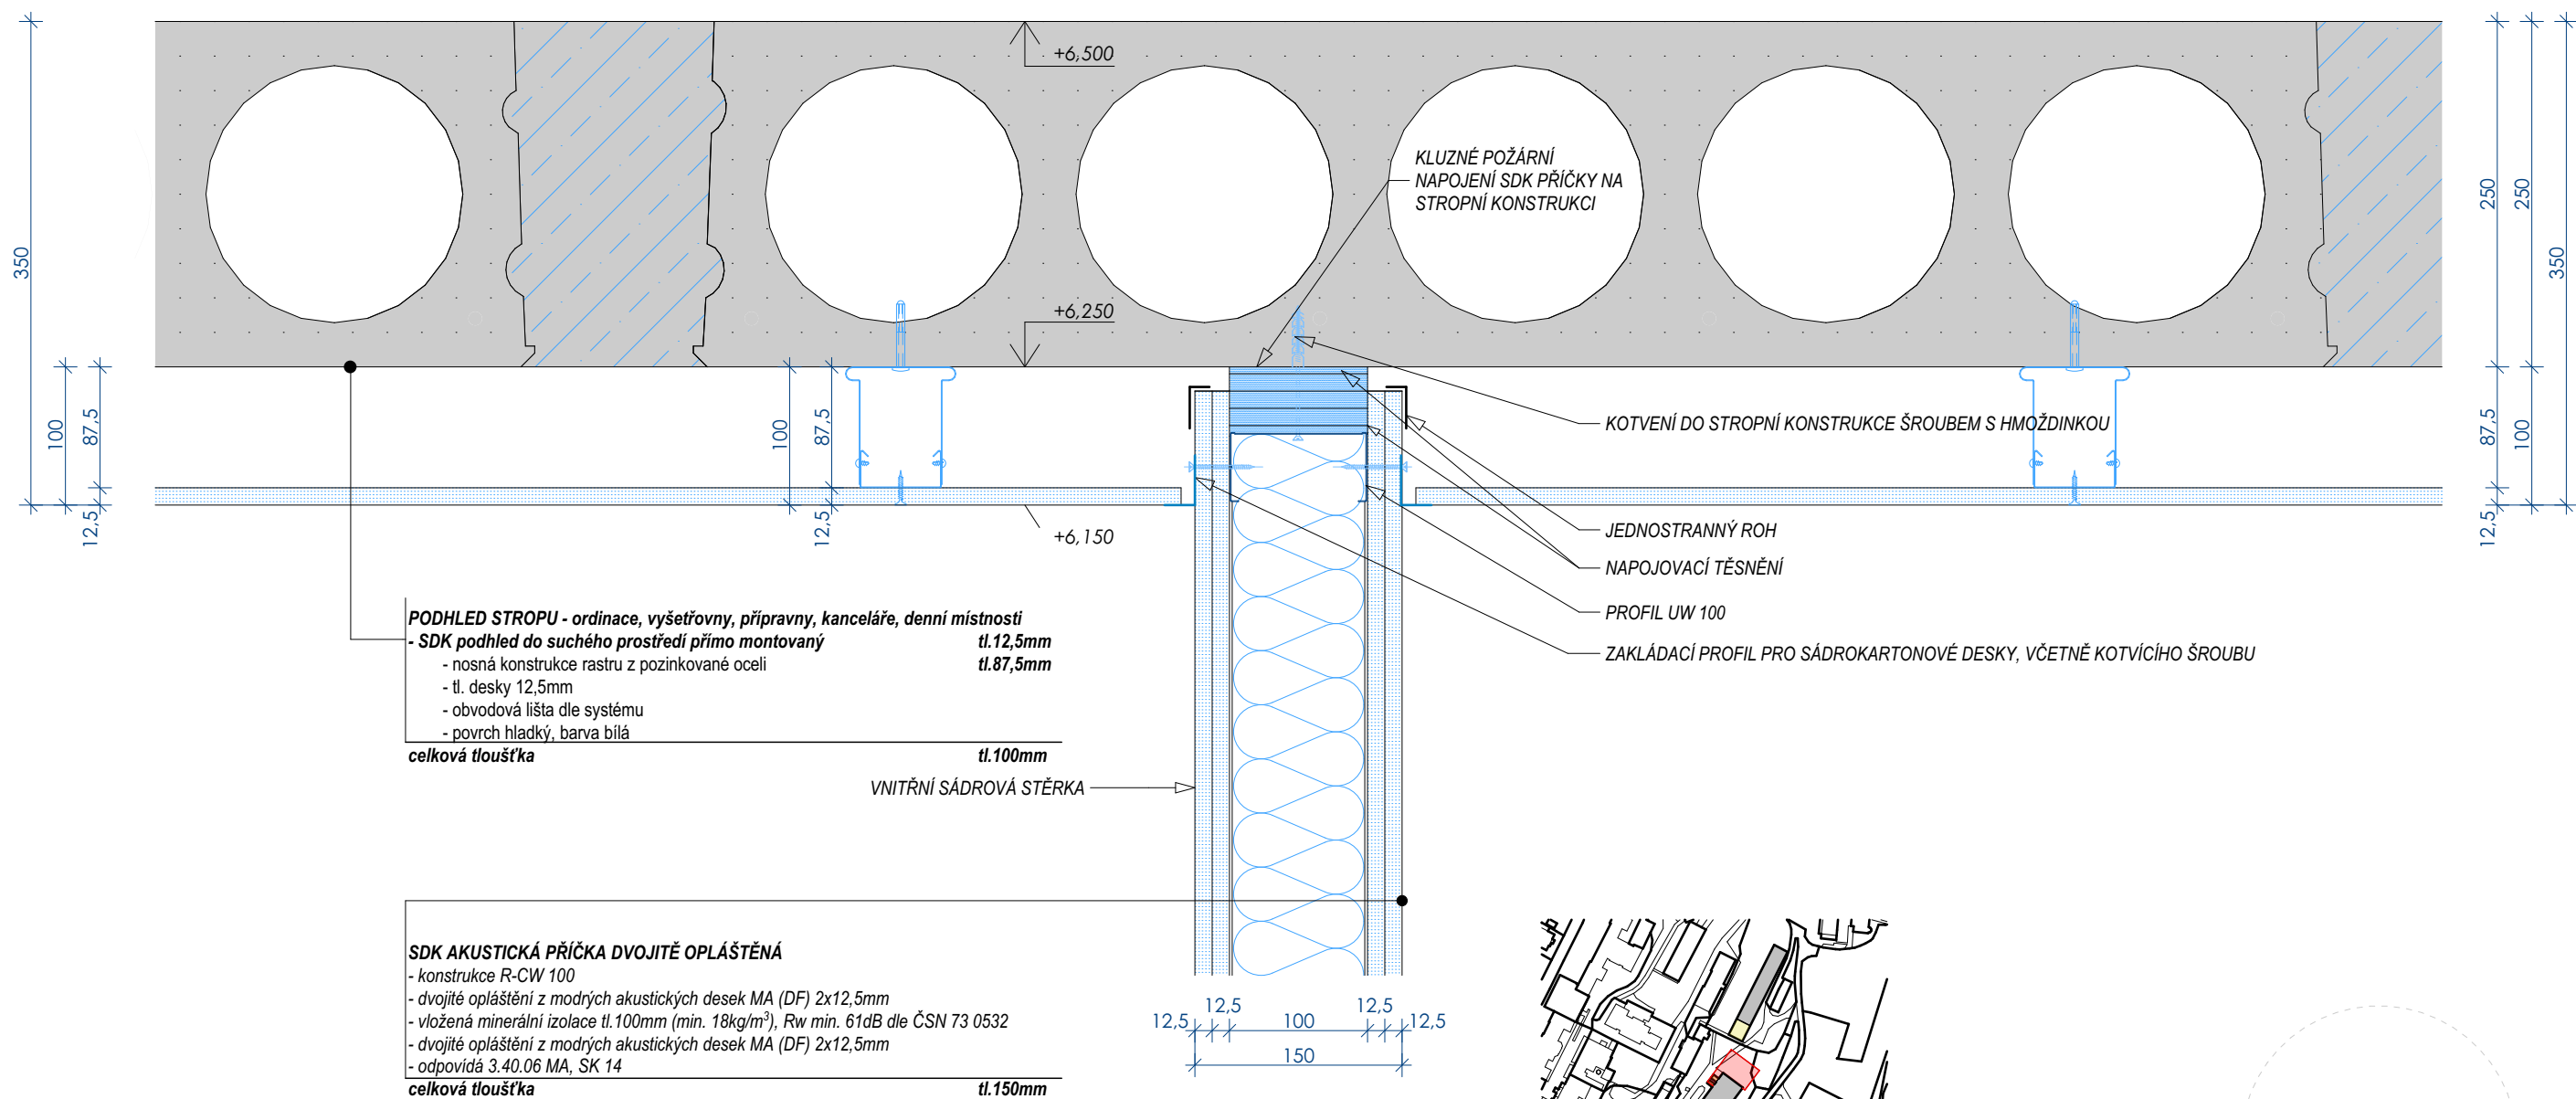 +6,500
KLUZNÉ POŽÁRNÍ
NAPOJENÍ SDK PŘÍČKY NA
STROPNÍ KONSTRUKCI
350
250
250
350
+6,250
100
87,5
12,5
100
87,5
12,5
87,5
100
12,5
KOTVENÍ DO STROPNÍ KONSTRUKCE ŠROUBEM S HMOŽDINKOU
+6,150
JEDNOSTRANNÝ ROH
NAPOJOVACÍ TĚSNĚNÍ
PROFIL UW 100
ZAKLÁDACÍ PROFIL PRO SÁDROKARTONOVÉ DESKY, VČETNĚ KOTVÍCÍHO ŠROUBU
PODHLED STROPU - ordinace, vyšetřovny, přípravny, kanceláře, denní místnosti
- SDK podhled do suchého prostředí přímo montovaný tl.12,5mm
- nosná konstrukce rastru z pozinkované oceli tl.87,5mm
- tl. desky 12,5mm
- obvodová lišta dle systému
- povrch hladký, barva bílá
celková tloušťka tl.100mm
VNITŘNÍ SÁDROVÁ STĚRKA
SDK AKUSTICKÁ PŘÍČKA DVOJITĚ OPLÁŠTĚNÁ
- konstrukce R-CW 100
- dvojité opláštění z modrých akustických desek MA (DF) 2x12,5mm
- vložená minerální izolace tl.100mm (min. 18kg/m³), Rw min. 61dB dle ČSN 73 0532
- dvojité opláštění z modrých akustických desek MA (DF) 2x12,5mm
- odpovídá 3.40.06 MA, SK 14
celková tloušťka tl.150mm
12,5 12,5 100 12,5 12,5
150